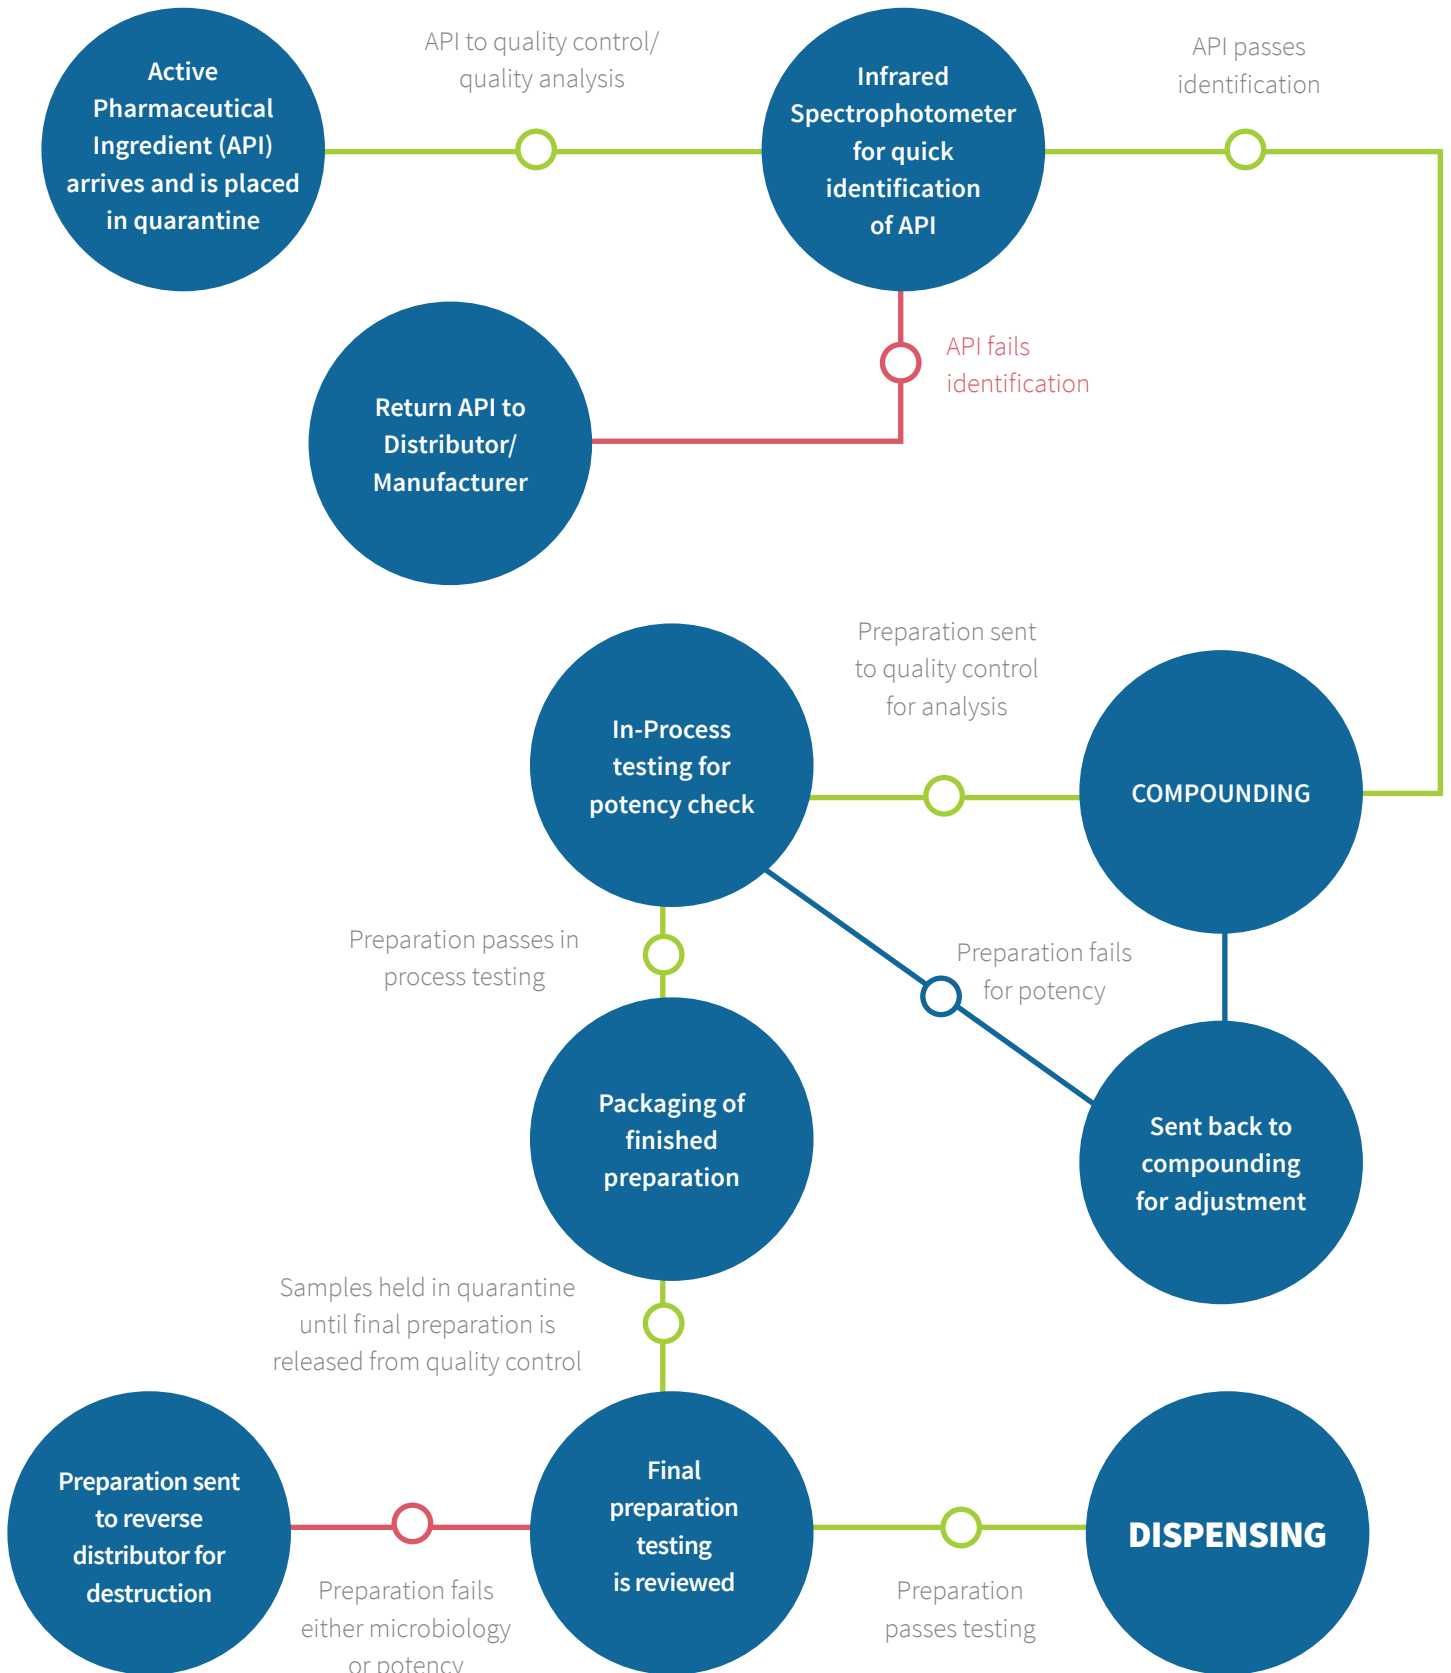 Active
Pharmaceutical
Ingredient (API)
arrives and is placed
in quarantine
API to quality control/
quality analysis
Infrared
Spectrophotometer
for quick
identification
of API
API passes
identification
API fails
identification
Return API to
Distributor/
Manufacturer
Preparation sent
to quality control
for analysis
COMPOUNDING
In-Process
testing for
potency check
Preparation passes in
process testing
Preparation fails
for potency
Packaging of
finished
preparation
Sent back to
compounding
for adjustment
Samples held in quarantine
until final preparation is
released from quality control
Final
preparation
testing
is reviewed
Preparation sent
to reverse
distributor for
destruction
Preparation fails
either microbiology
or potency
Preparation
passes testing
DISPENSING